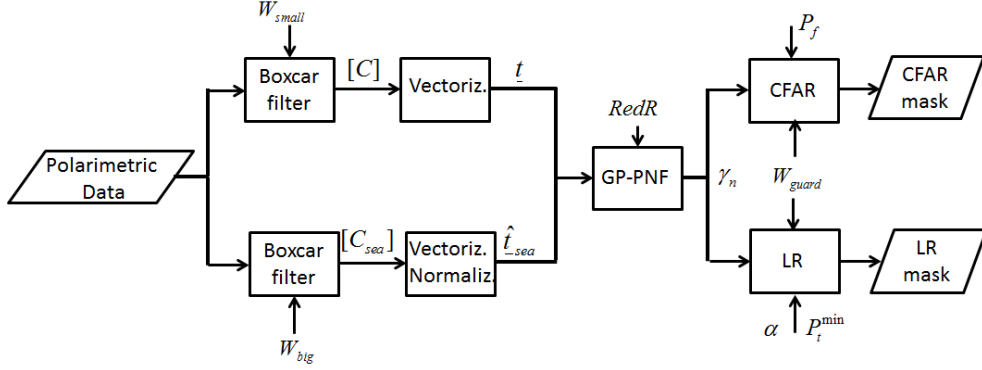 W_small
Boxcar
filter
[C]
Vectoriz.
t
Polarimetric
Data
Boxcar
filter
[C_sea]
Vectoriz.
Normaliz.
t̂_sea
W_big
RedR
GP-PNF
γ_n
P_f
CFAR
CFAR
mask
W_guard
LR
LR
mask
α
P_t^min